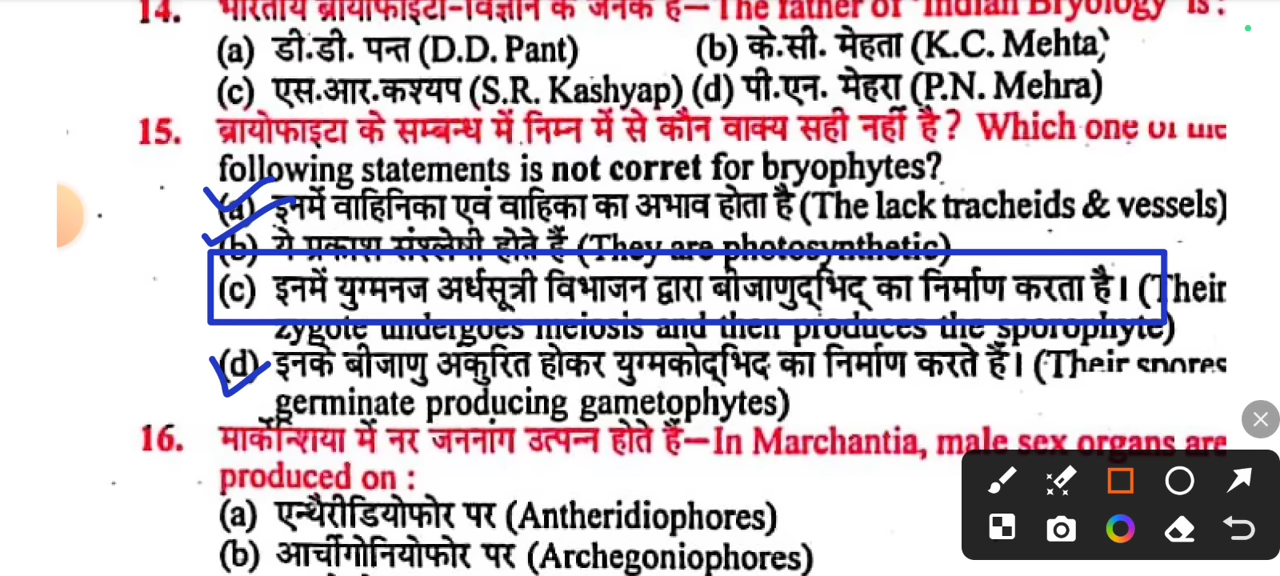 14. भारतीय ब्रायोफाइटा-विज्ञान के जनक हैं—The father of 'Indian Bryology' is :
(a) डी.डी. पन्त (D.D. Pant) (b) के.सी. मेहता (K.C. Mehta)
(c) एस.आर.कश्यप (S.R. Kashyap) (d) पी.एन. मेहरा (P.N. Mehra)
15. ब्रायोफाइटा के सम्बन्ध में निम्न में से कौन वाक्य सही नहीं है? Which one of the
following statements is not corret for bryophytes?
(a) इनमें वाहिनिका एवं वाहिका का अभाव होता है (The lack tracheids & vessels)
(b) ये प्रकाश संश्लेषी होते हैं (They are photosynthetic)
(c) इनमें युग्मनज अर्धसूत्री विभाजन द्वारा बीजाणुद्भिद् का निर्माण करता है। (Their
zygote undergoes meiosis and then produces the sporophyte)
(d) इनके बीजाणु अंकुरित होकर युग्मकोद्भिद का निर्माण करते हैं। (Their spores
germinate producing gametophytes)
16. मार्केन्शिया में नर जननांग उत्पन्न होते हैं—In Marchantia, male sex organs are
produced on :
(a) एन्थैरीडियोफोर पर (Antheridiophores)
(b) आर्चीगोनियोफोर पर (Archegoniophores)